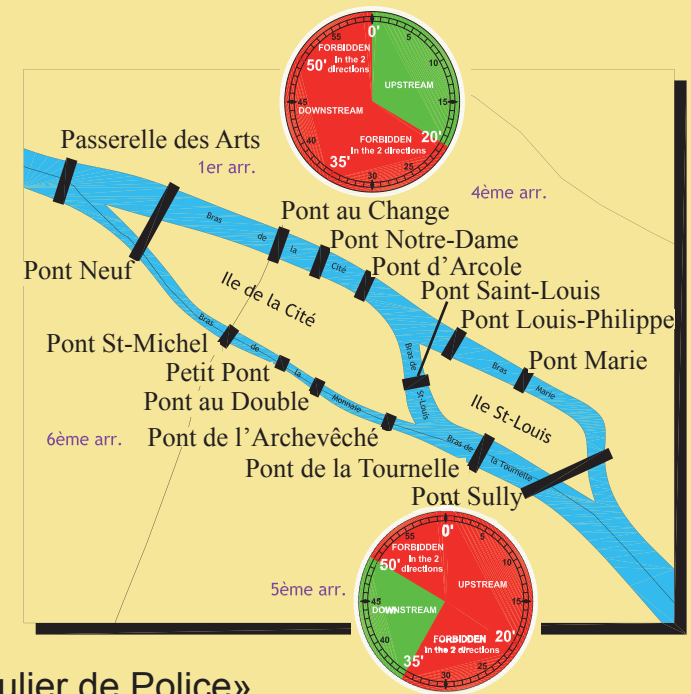 0'
55
5
FORBIDDEN
In the 2
directions
50'
10
UPSTREAM
45
DOWNSTREAM
15
FORBIDDEN
In the 2 directions
20'
35'
25
30
Passerelle des Arts
1er arr.
4ème arr.
Pont au Change
Pont Notre-Dame
Pont d'Arcole
Pont Saint-Louis
Pont Louis-Philippe
Pont Marie
Bras de la Cité
Pont Neuf
Ile de la Cité
Pont St-Michel
Petit Pont
Pont au Double
Bras de la Monnaie
Bras de St-Louis
Bras Marie
Ile St-Louis
6ème arr.
Pont de l'Archevêché
Bras de la Tournelle
Pont de la Tournelle
Pont Sully
5ème arr.
0'
55
5
FORBIDDEN
In the 2
directions
50'
10
UPSTREAM
45
DOWNSTREAM
15
40
FORBIDDEN
In the 2 directions
20'
35'
25
30
ulier de Police»